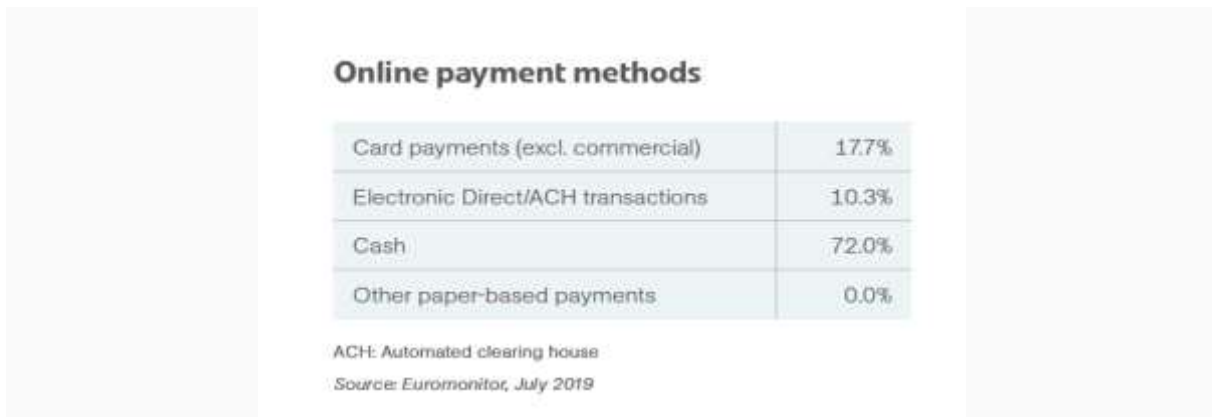 Online payment methods
Card payments (excl. commercial) 17.7%
Electronic Direct/ACH transactions 10.3%
Cash 72.0%
Other paper-based payments 0.0%
ACH: Automated clearing house
Source: Euromonitor, July 2019